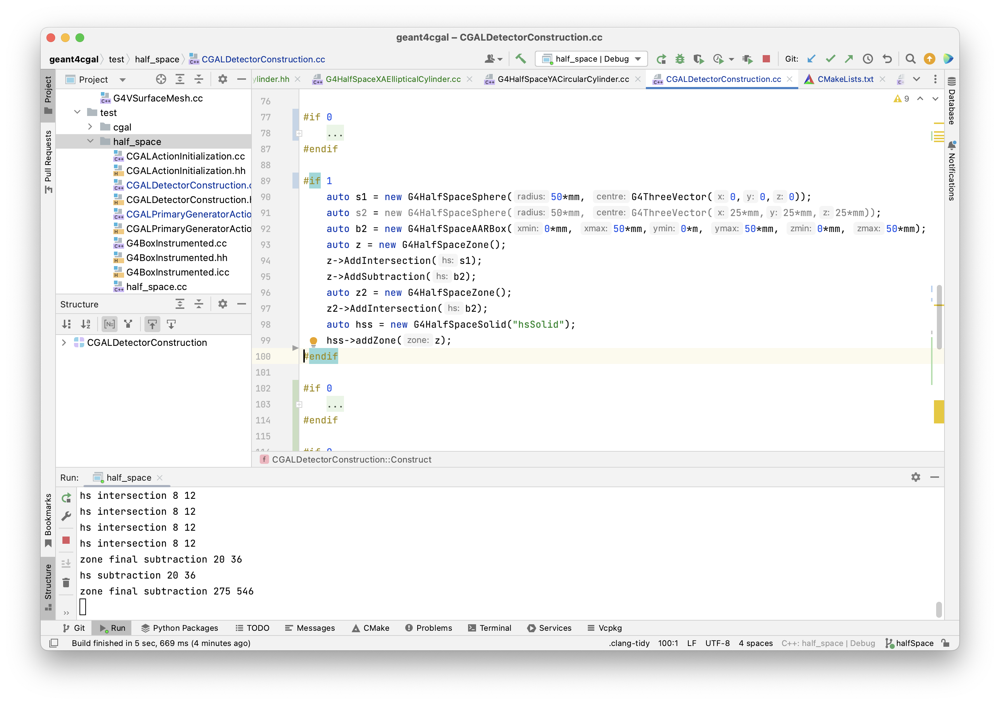 geant4cgal – CGALDetectorConstruction.cc
geant4cgal test half_space CGALDetectorConstruction.cc half_space | Debug Git:
Project ylinder.hh G4HalfSpaceXAEllipticalCylinder.cc G4HalfSpaceYACircularCylinder.cc CGALDetectorConstruction.cc CMakeLists.txt
Project
Pull Requests
G4VSurfaceMesh.cc
test
cgal
half_space
CGALActionInitialization.cc
CGALActionInitialization.hh
CGALDetectorConstruction.c
CGALDetectorConstruction.h
CGALPrimaryGeneratorActio
CGALPrimaryGeneratorActio
G4BoxInstrumented.cc
G4BoxInstrumented.hh
G4BoxInstrumented.icc
half_space.cc
Structure
CGALDetectorConstruction
9
76
77 #if 0
78 ...
87 #endif
88
89 #if 1
90 auto s1 = new G4HalfSpaceSphere( radius: 50*mm, centre: G4ThreeVector( x: 0, y: 0, z: 0));
91 auto s2 = new G4HalfSpaceSphere( radius: 50*mm, centre: G4ThreeVector( x: 25*mm, y: 25*mm, z: 25*mm));
92 auto b2 = new G4HalfSpaceAARBox( xmin: 0*mm, xmax: 50*mm, ymin: 0*m, ymax: 50*mm, zmin: 0*mm, zmax: 50*mm);
93 auto z = new G4HalfSpaceZone();
94 z->AddIntersection( hs: s1);
95 z->AddSubtraction( hs: b2);
96 auto z2 = new G4HalfSpaceZone();
97 z2->AddIntersection( hs: b2);
98 auto hss = new G4HalfSpaceSolid("hsSolid");
99 hss->addZone( zone: z);
100 #endif
101
102 #if 0
103 ...
114 #endif
115
f CGALDetectorConstruction::Construct
Database
Notifications
Run: half_space
hs intersection 8 12
hs intersection 8 12
hs intersection 8 12
hs intersection 8 12
zone final subtraction 20 36
hs subtraction 20 36
zone final subtraction 275 546
Bookmarks
Structure
Git Run Python Packages TODO Messages CMake Problems Terminal Services Vcpkg
Build finished in 5 sec, 669 ms (4 minutes ago) .clang-tidy 100:1 LF UTF-8 4 spaces C++: half_space | Debug halfSpace